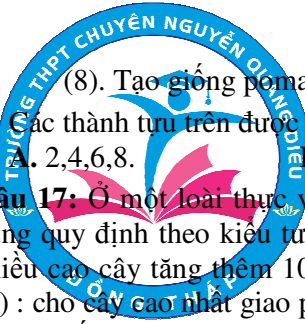 TRƯỜNG THPT CHUYÊN NGUYỄN QUANG DIÊU
(8). Tạo giống poma
Các thành tựu trên được
A. 2,4,6,8.
âu 17: Ở một loài thực v
ng quy định theo kiểu tư
iều cao cây tăng thêm 10
) : cho cây cao nhất giao p
ĐỒNG THÁP